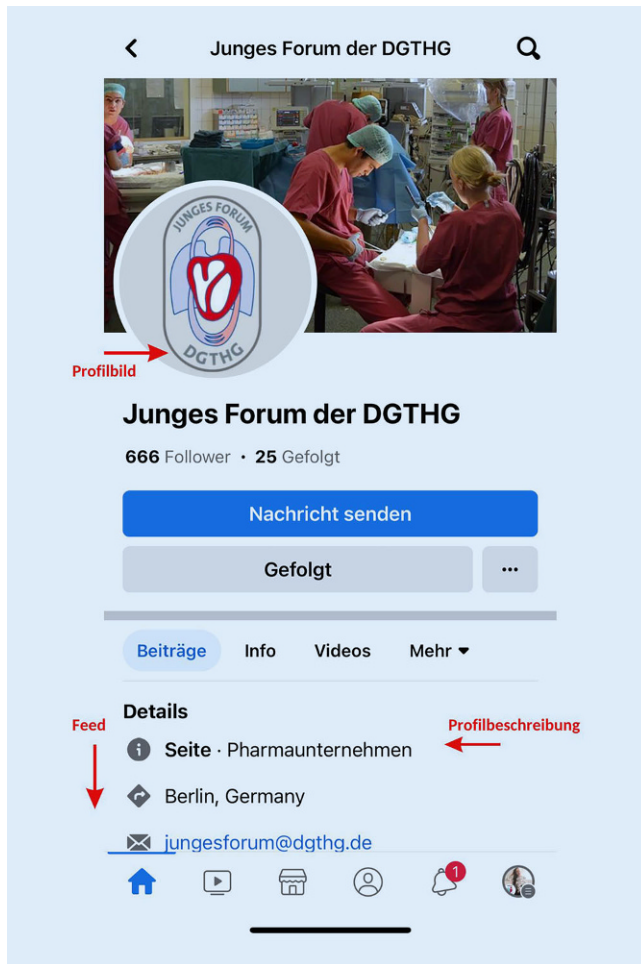 Junges Forum der DGTHG
JUNGES FORUM
DGTHG
Profilbild
Junges Forum der DGTHG
666 Follower · 25 Gefolgt
Nachricht senden
Gefolgt
...
Beiträge Info Videos Mehr
Details
Feed
Profilbeschreibung
Seite · Pharmaunternehmen
Berlin, Germany
jungesforum@dgthg.de
1